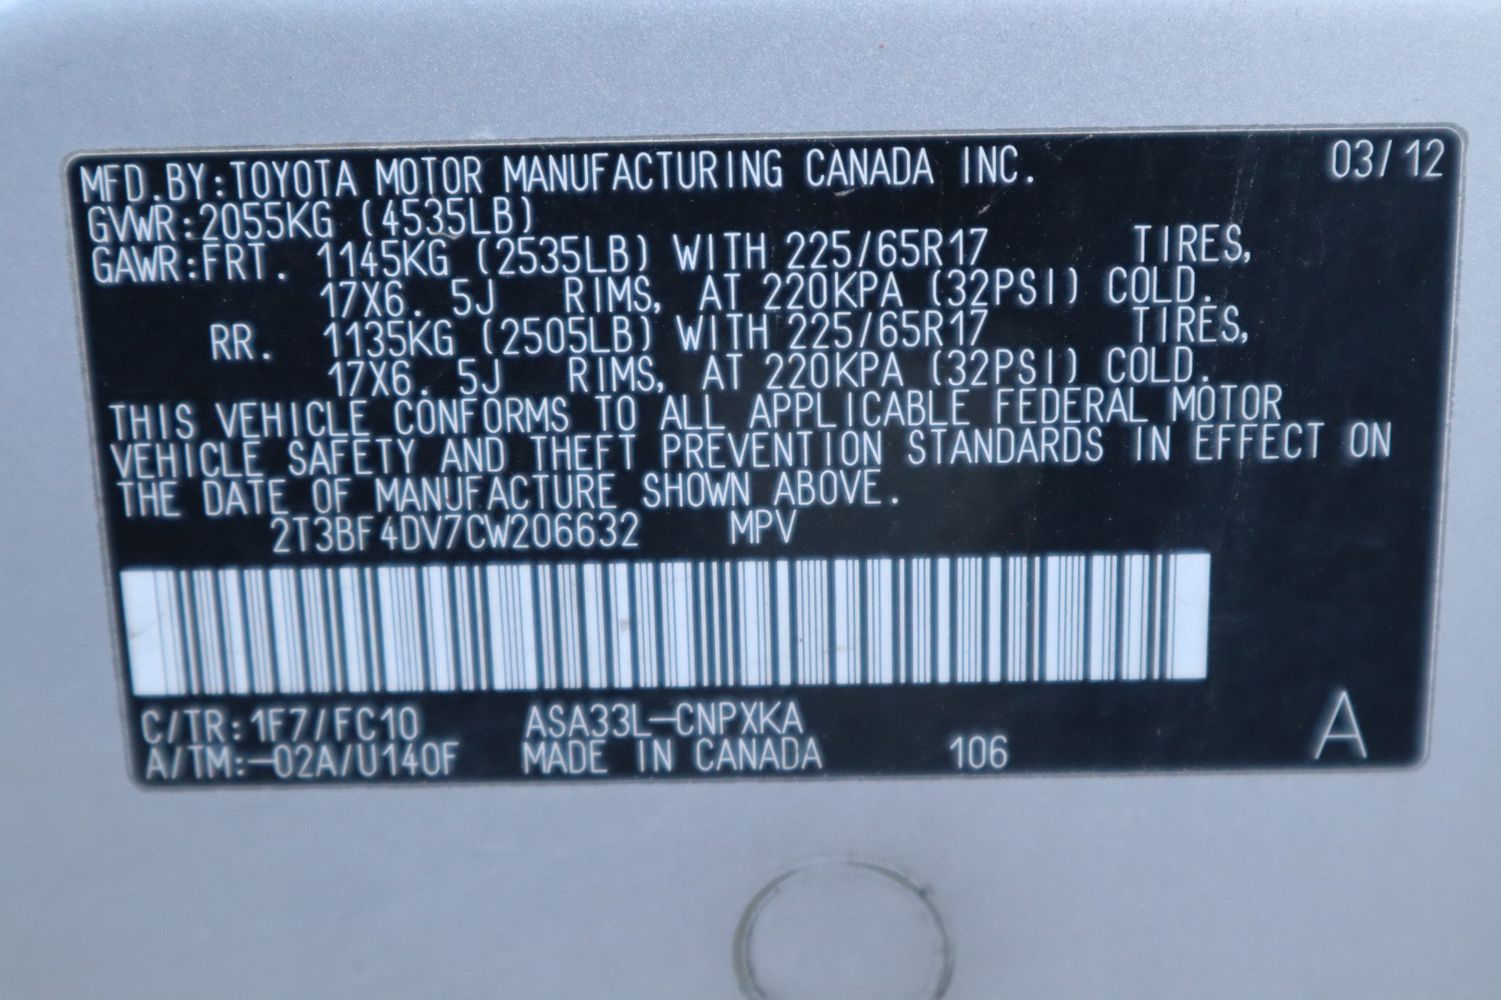 MFD.BY:TOYOTA MOTOR MANUFACTURING CANADA INC. 03/12
GVWR:2055KG (4535LB)
GAWR:FRT. 1145KG (2535LB) WITH 225/65R17 TIRES,
17X6.5J RIMS, AT 220KPA (32PSI) COLD.
RR. 1135KG (2505LB) WITH 225/65R17 TIRES,
17X6.5J RIMS, AT 220KPA (32PSI) COLD.
THIS VEHICLE CONFORMS TO ALL APPLICABLE FEDERAL MOTOR
VEHICLE SAFETY AND THEFT PREVENTION STANDARDS IN EFFECT ON
THE DATE OF MANUFACTURE SHOWN ABOVE.
2T3BF4DV7CW206632 MPV
C/TR:1F7/FC10 ASA33L-CNPXKA
A/TM:-02A/U140F MADE IN CANADA 106 A